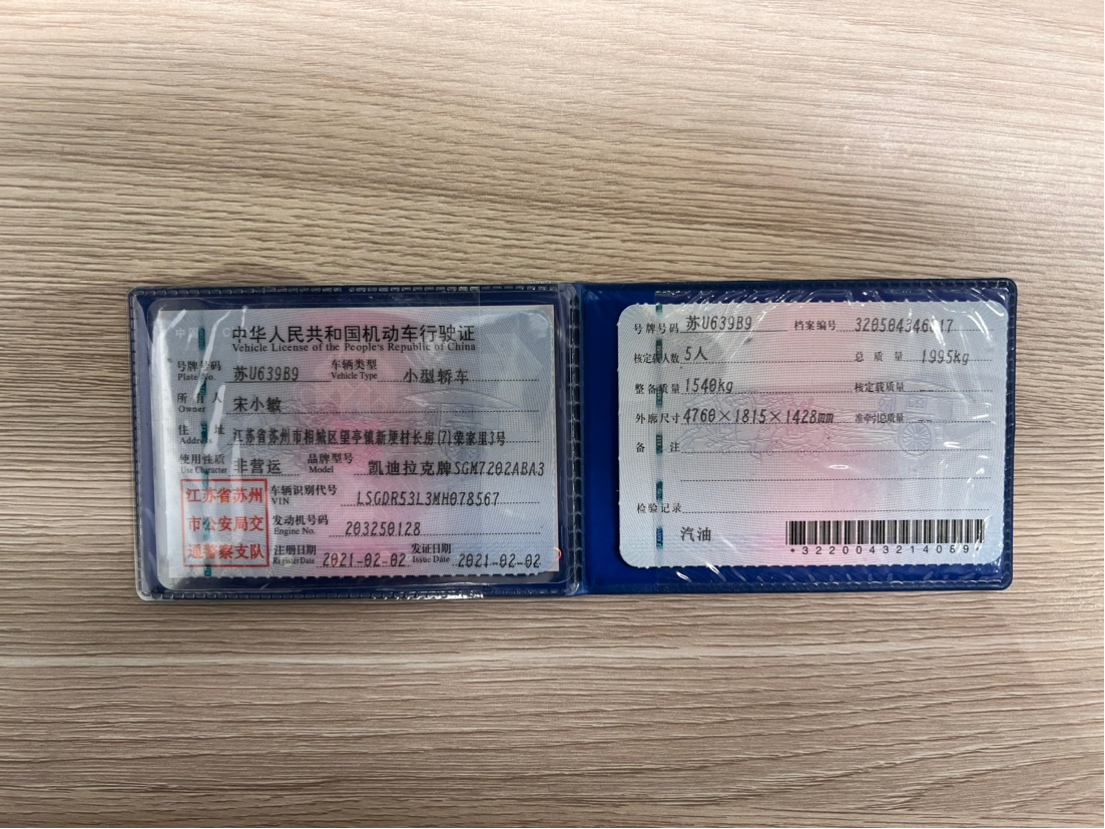 中华人民共和国机动车行驶证
Vehicle License of the People's Republic of China
号牌号码 苏U639B9 车辆类型 小型轿车
Plate No. Vehicle Type
所有人 宋小敏
Owner
住址 江苏省苏州市相城区望亭镇新埂村长房(7)荣家里3号
Address
使用性质 非营运 品牌型号 凯迪拉克牌SGM7202ABA3
Use Character Model
江苏省苏州
市公安局交
通警察支队
车辆识别代号 LSGDR53L3MH078567
VIN
发动机号码 203250128
Engine No.
注册日期 2021-02-02 发证日期 2021-02-02
Register Date Issue Date
号牌号码 苏U639B9 档案编号
核定载人数 5人 总质量 1995kg
整备质量 1540kg 核定载质量 --
外廓尺寸 4760×1815×1428mm 准牵引总质量 --
备注
检验记录
汽油
*3220043214069